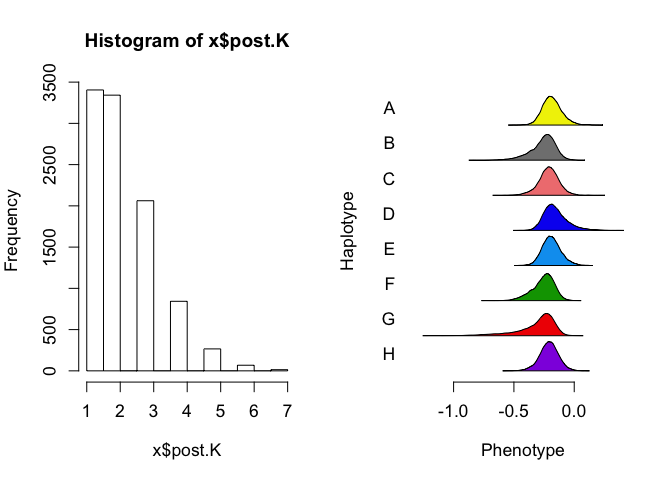 Histogram of x$post.K
Frequency
0
500
1500
2500
3500
1 2 3 4 5 6 7
x$post.K
Haplotype
A
B
C
D
E
F
G
H
-1.0 -0.5 0.0
Phenotype